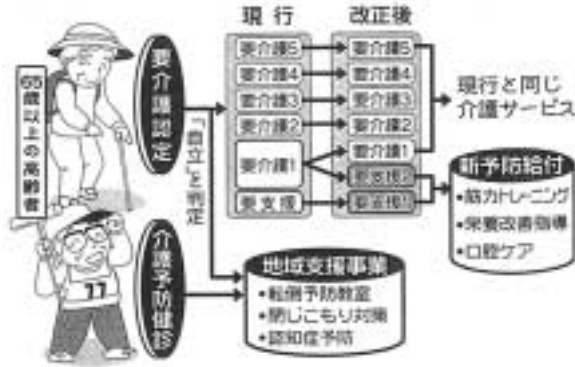 現行
改正後
65歳以上の高齢者
要介護認定
「自立」と判定
介護予防健診
要介護5
要介護4
要介護3
要介護2
要介護1
要支援
要介護5
要介護4
要介護3
要介護2
要介護1
要支援2
要支援1
現行と同じ
介護サービス
新予防給付
•筋力トレーニング
•栄養改善指導
•口腔ケア
地域支援事業
•転倒予防教室
•閉じこもり対策
•認知症予防
77